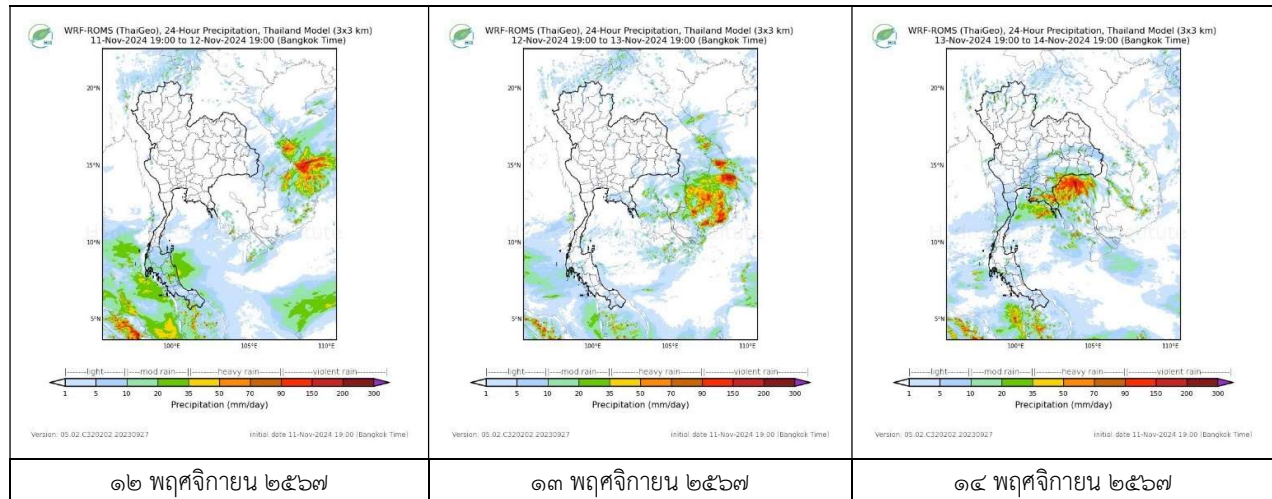 WRF-ROMS (ThaiGeo), 24-Hour Precipitation, Thailand Model (3x3 km)
11-Nov-2024 19:00 to 12-Nov-2024 19:00 (Bangkok Time)
20°N
15°N
10°N
5°N
100°E 105°E 110°E
|----------light--------||----mod rain-----||---------heavy rain--------||---------violent rain---------|
1 5 10 20 35 50 70 90 150 200 300
Precipitation (mm/day)
Version: 05.02.C320202.20230927 initial date 11-Nov-2024 19:00 (Bangkok Time)
๑๒ พฤศจิกายน ๒๕๖๗
WRF-ROMS (ThaiGeo), 24-Hour Precipitation, Thailand Model (3x3 km)
12-Nov-2024 19:00 to 13-Nov-2024 19:00 (Bangkok Time)
20°N
15°N
10°N
5°N
100°E 105°E 110°E
|----------light--------||----mod rain-----||---------heavy rain--------||---------violent rain---------|
1 5 10 20 35 50 70 90 150 200 300
Precipitation (mm/day)
Version: 05.02.C320202.20230927 initial date 11-Nov-2024 19:00 (Bangkok Time)
๑๓ พฤศจิกายน ๒๕๖๗
WRF-ROMS (ThaiGeo), 24-Hour Precipitation, Thailand Model (3x3 km)
13-Nov-2024 19:00 to 14-Nov-2024 19:00 (Bangkok Time)
20°N
15°N
10°N
5°N
100°E 105°E 110°E
|----------light--------||----mod rain-----||---------heavy rain--------||---------violent rain---------|
1 5 10 20 35 50 70 90 150 200 300
Precipitation (mm/day)
Version: 05.02.C320202.20230927 initial date 11-Nov-2024 19:00 (Bangkok Time)
๑๔ พฤศจิกายน ๒๕๖๗